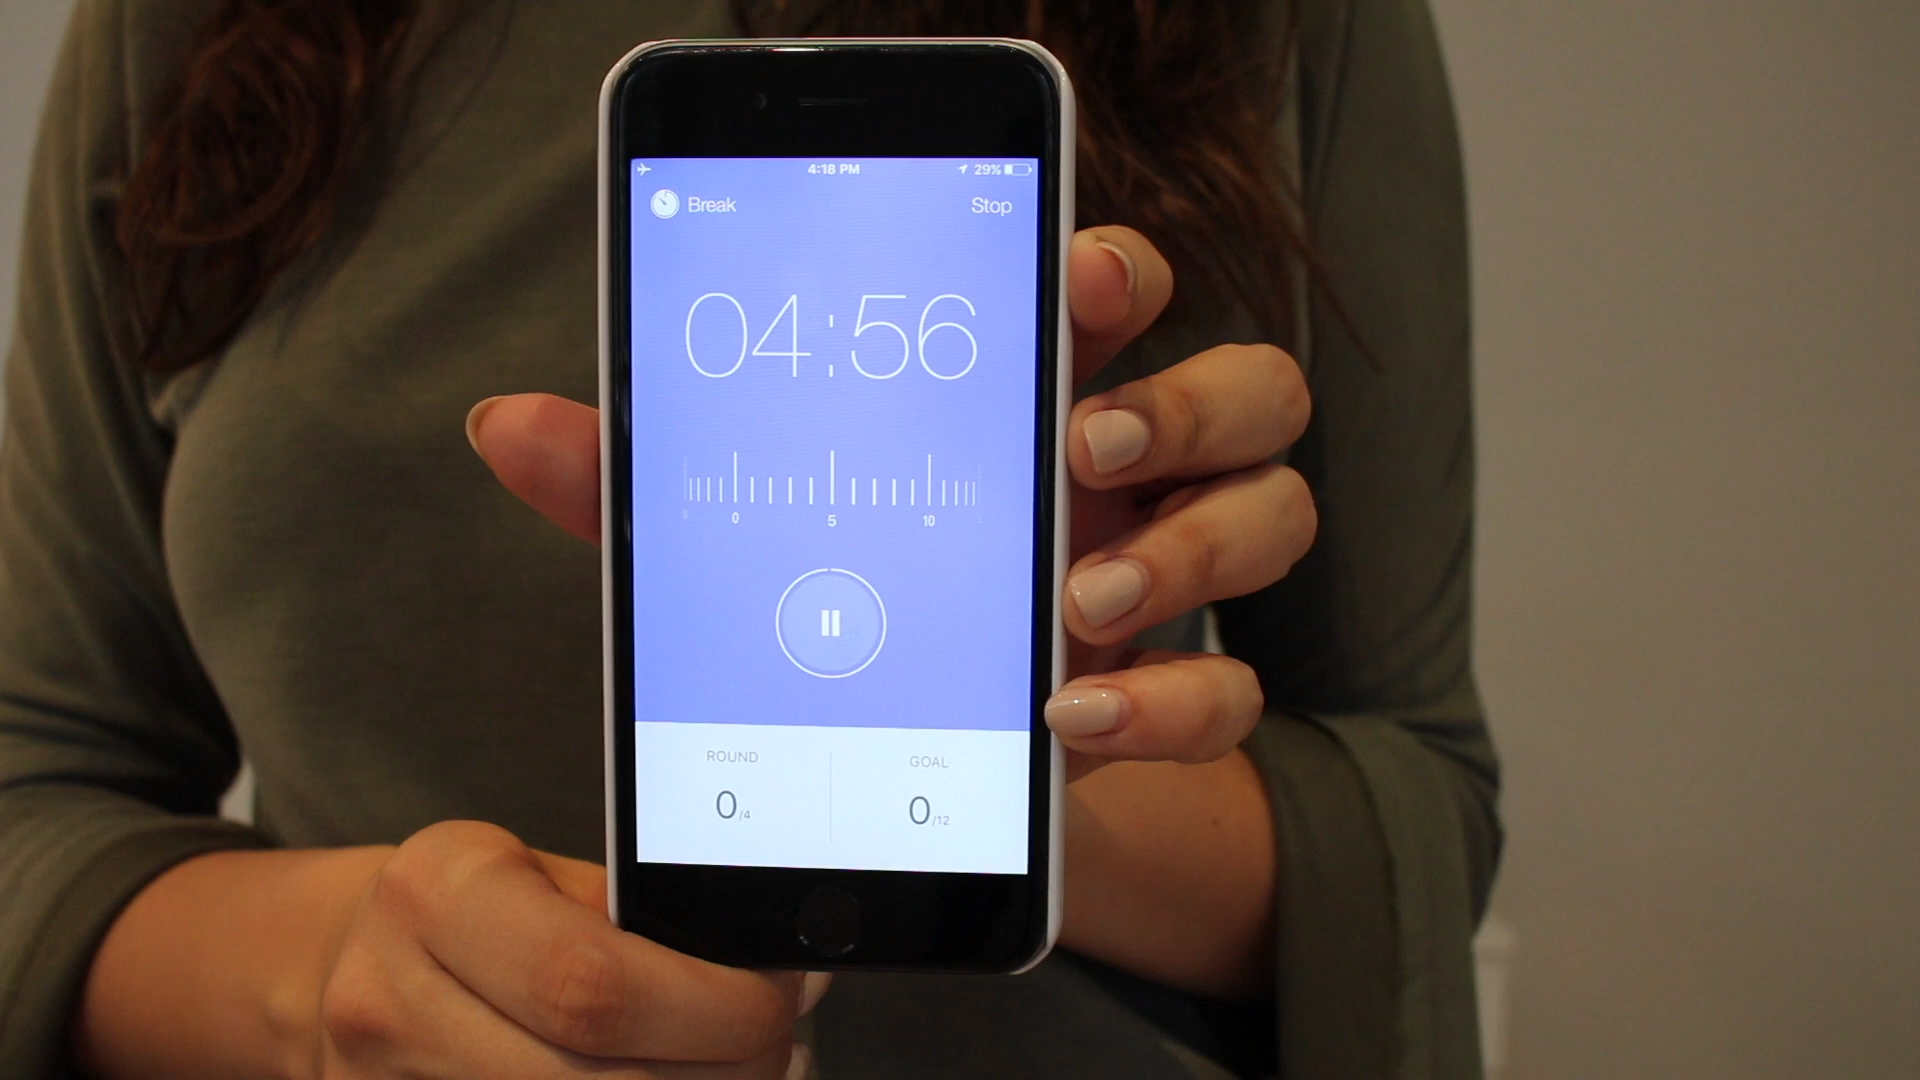 4:18 PM
29%
Break
Stop
04:56
0
5
10
ROUND
GOAL
0/4
0/12